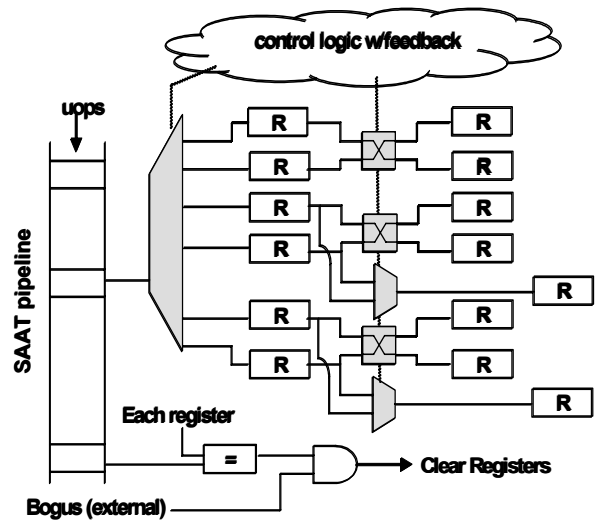 control logic w/feedback
uops
SAAT pipeline
R
R
R
R
R
R
R
R
R
R
R
R
R
R
Each register
=
Clear Registers
Bogus (external)